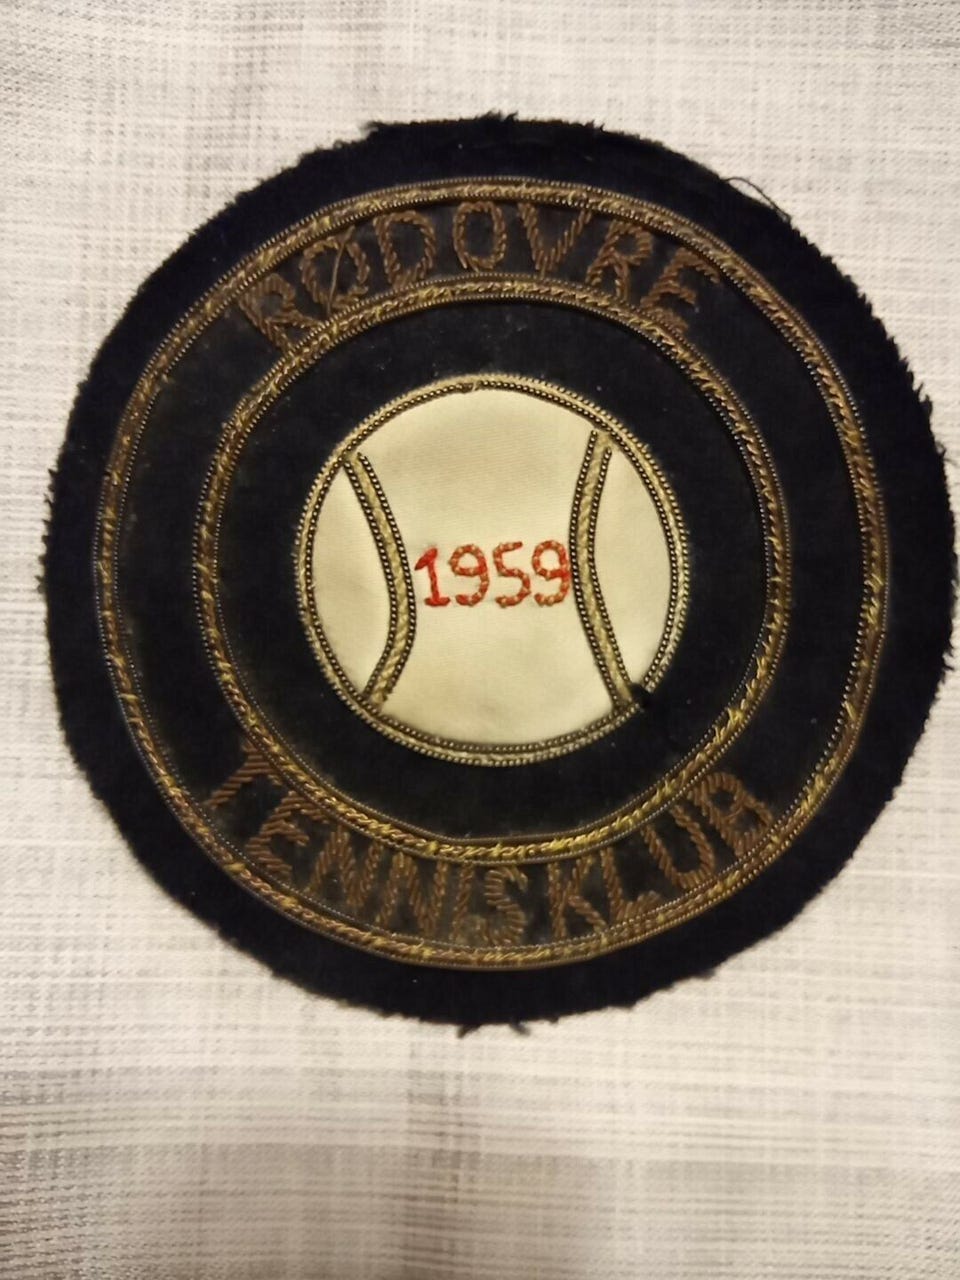 RØDOVRE
1959
TENNISKLUB